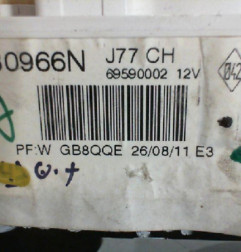 0966N J77 CH
69590002 12V
PF:W GB8QQE 26/08/11 E3